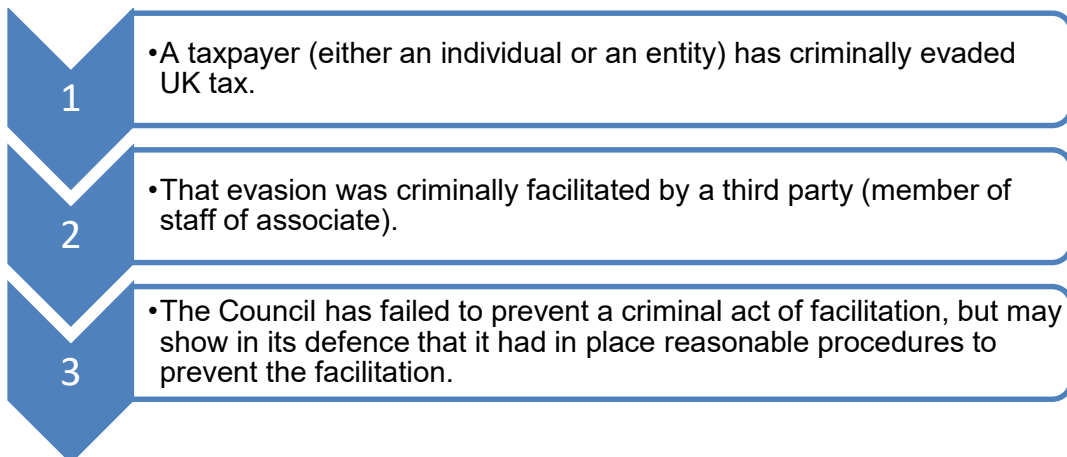 1
•A taxpayer (either an individual or an entity) has criminally evaded
UK tax.
2
•That evasion was criminally facilitated by a third party (member of
staff of associate).
3
•The Council has failed to prevent a criminal act of facilitation, but may
show in its defence that it had in place reasonable procedures to
prevent the facilitation.